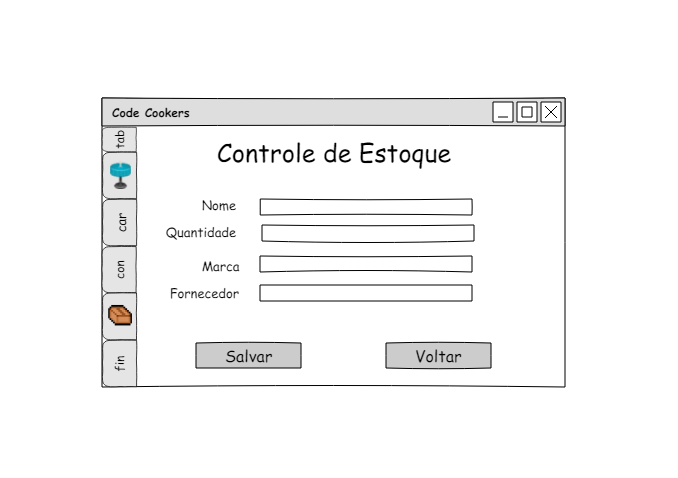 Code Cookers
tab
car
con
fin
Controle de Estoque
Nome
Quantidade
Marca
Fornecedor
Salvar
Voltar